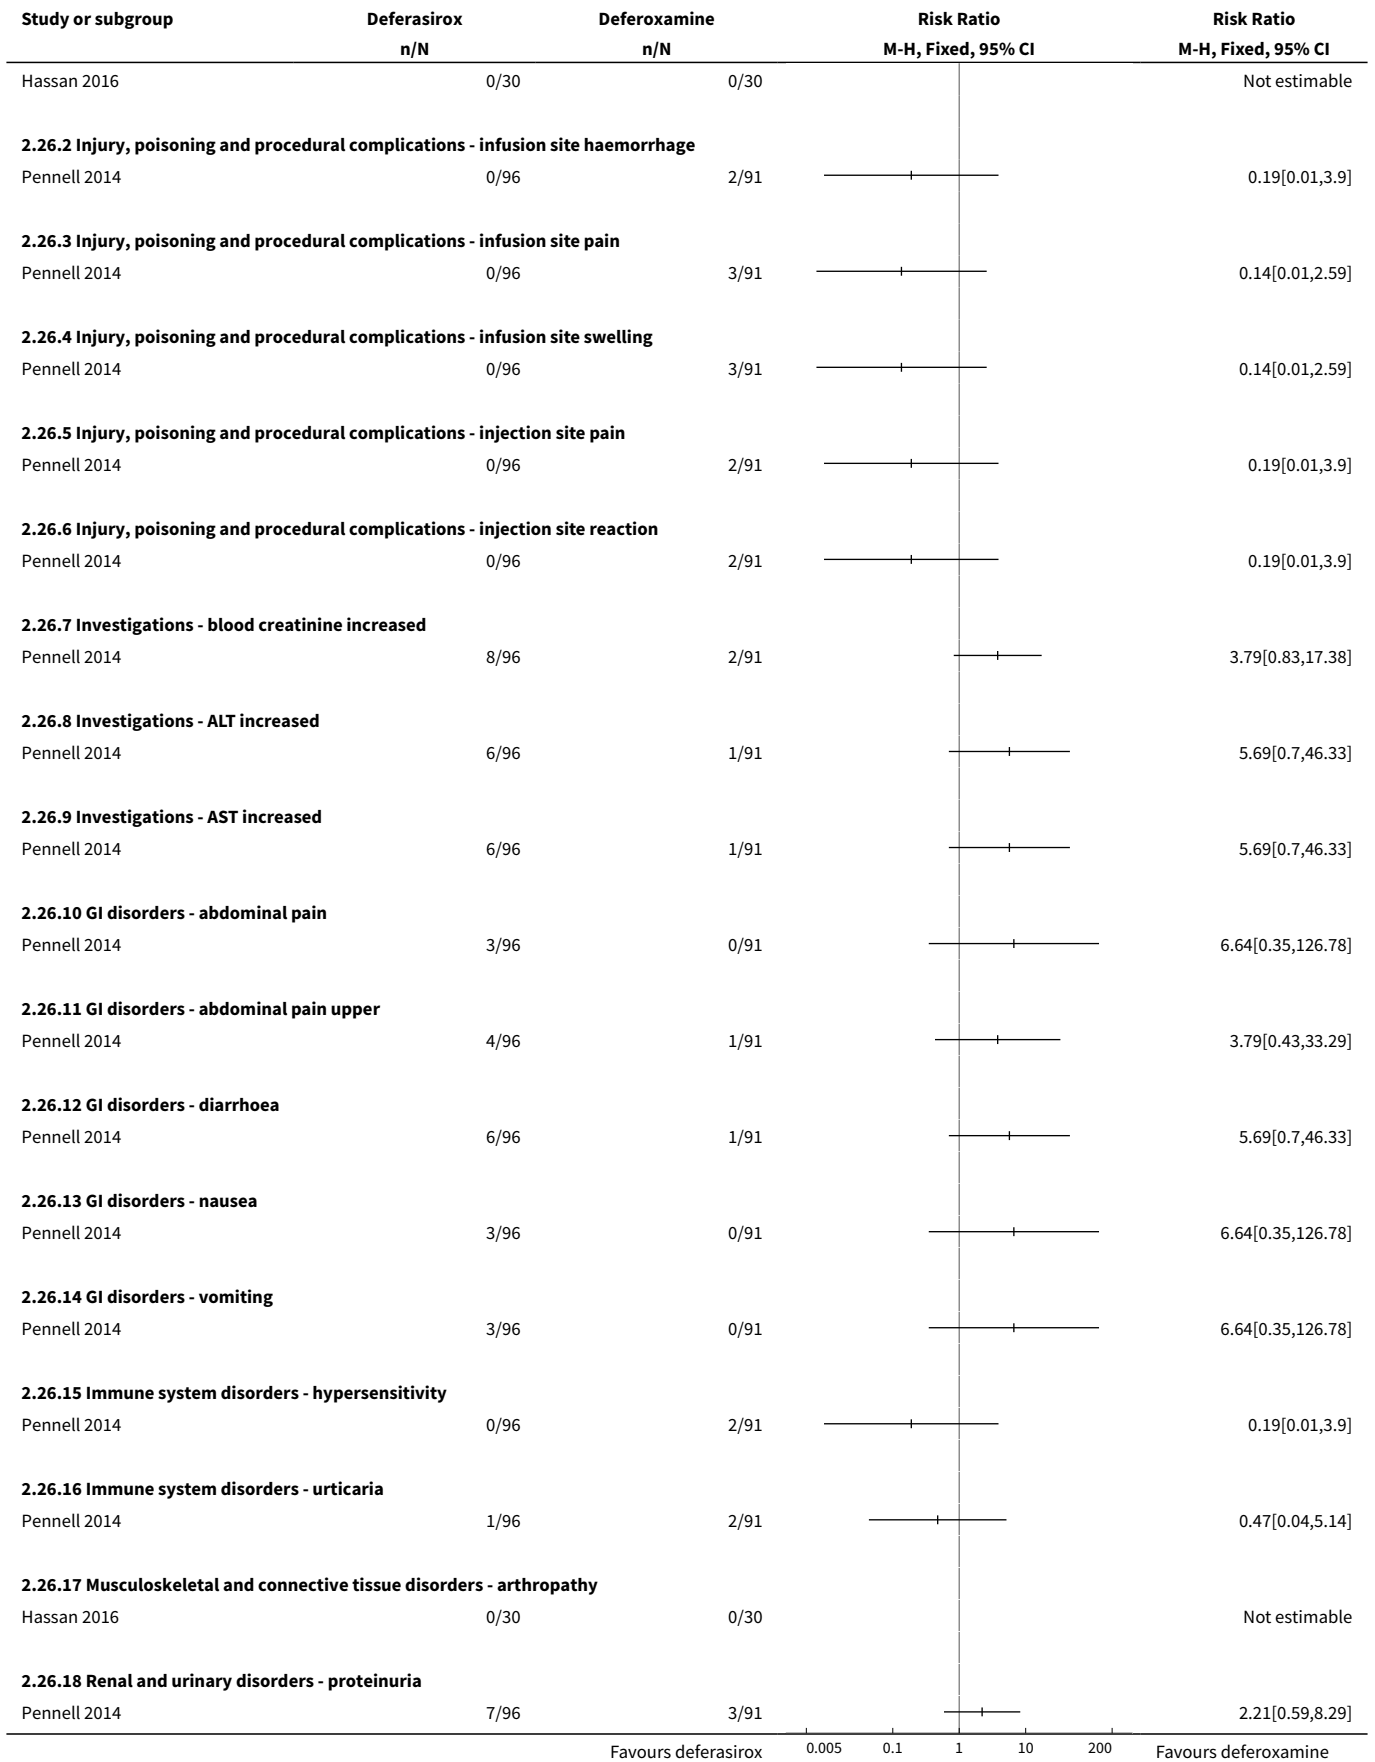 Study or subgroup Deferasirox Deferoxamine Risk Ratio Risk Ratio
n/N n/N M-H, Fixed, 95% CI M-H, Fixed, 95% CI
Hassan 2016 0/30 0/30 Not estimable
2.26.2 Injury, poisoning and procedural complications - infusion site haemorrhage
Pennell 2014 0/96 2/91 0.19[0.01,3.9]
2.26.3 Injury, poisoning and procedural complications - infusion site pain
Pennell 2014 0/96 3/91 0.14[0.01,2.59]
2.26.4 Injury, poisoning and procedural complications - infusion site swelling
Pennell 2014 0/96 3/91 0.14[0.01,2.59]
2.26.5 Injury, poisoning and procedural complications - injection site pain
Pennell 2014 0/96 2/91 0.19[0.01,3.9]
2.26.6 Injury, poisoning and procedural complications - injection site reaction
Pennell 2014 0/96 2/91 0.19[0.01,3.9]
2.26.7 Investigations - blood creatinine increased
Pennell 2014 8/96 2/91 3.79[0.83,17.38]
2.26.8 Investigations - ALT increased
Pennell 2014 6/96 1/91 5.69[0.7,46.33]
2.26.9 Investigations - AST increased
Pennell 2014 6/96 1/91 5.69[0.7,46.33]
2.26.10 GI disorders - abdominal pain
Pennell 2014 3/96 0/91 6.64[0.35,126.78]
2.26.11 GI disorders - abdominal pain upper
Pennell 2014 4/96 1/91 3.79[0.43,33.29]
2.26.12 GI disorders - diarrhoea
Pennell 2014 6/96 1/91 5.69[0.7,46.33]
2.26.13 GI disorders - nausea
Pennell 2014 3/96 0/91 6.64[0.35,126.78]
2.26.14 GI disorders - vomiting
Pennell 2014 3/96 0/91 6.64[0.35,126.78]
2.26.15 Immune system disorders - hypersensitivity
Pennell 2014 0/96 2/91 0.19[0.01,3.9]
2.26.16 Immune system disorders - urticaria
Pennell 2014 1/96 2/91 0.47[0.04,5.14]
2.26.17 Musculoskeletal and connective tissue disorders - arthropathy
Hassan 2016 0/30 0/30 Not estimable
2.26.18 Renal and urinary disorders - proteinuria
Pennell 2014 7/96 3/91 2.21[0.59,8.29]
Favours deferasirox 0.005 0.1 1 10 200 Favours deferoxamine